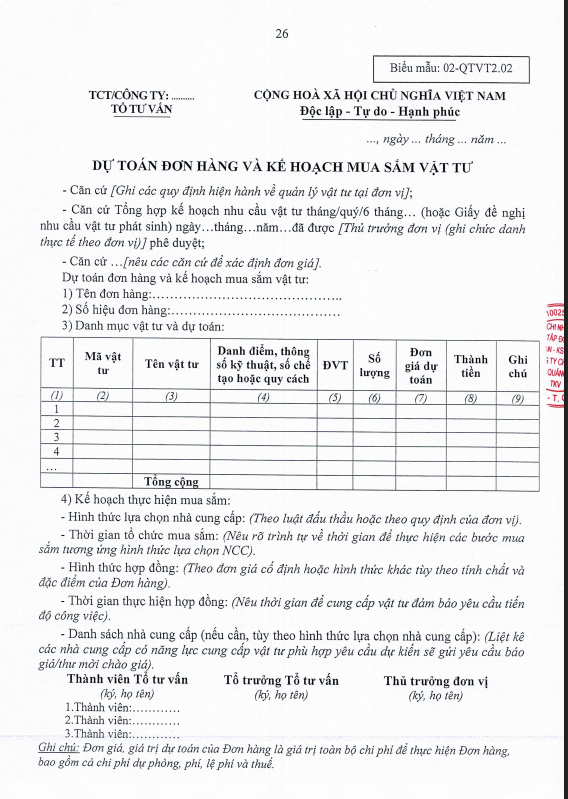 26
Biểu mẫu: 02-QTVT2.02
TCT/CÔNG TY: ..........
TỔ TƯ VẤN
CỘNG HOÀ XÃ HỘI CHỦ NGHĨA VIỆT NAM
Độc lập - Tự do - Hạnh phúc
..., ngày ... tháng ... năm ...
DỰ TOÁN ĐƠN HÀNG VÀ KẾ HOẠCH MUA SẮM VẬT TƯ
- Căn cứ [Ghi các quy định hiện hành về quản lý vật tư tại đơn vị];
- Căn cứ Tổng hợp kế hoạch nhu cầu vật tư tháng/quý/6 tháng… (hoặc Giấy đề nghị
nhu cầu vật tư phát sinh) ngày…tháng…năm…đã được [Thủ trưởng đơn vị (ghi chức danh
thực tế theo đơn vị)] phê duyệt;
- Căn cứ …[nêu các căn cứ để xác định đơn giá].
Dự toán đơn hàng và kế hoạch mua sắm vật tư:
1) Tên đơn hàng:…………………………………….
2) Số hiệu đơn hàng:…………………………………
3) Danh mục vật tư và dự toán:
TT Mã vật tư Tên vật tư Danh điểm, thông số kỹ thuật, số chế tạo hoặc quy cách ĐVT Số lượng Đơn giá dự toán Thành tiền Ghi chú
(1) (2) (3) (4) (5) (6) (7) (8) (9)
1
2
3
4
…
Tổng cộng
4) Kế hoạch thực hiện mua sắm:
- Hình thức lựa chọn nhà cung cấp: (Theo luật đấu thầu hoặc theo quy định của đơn vị).
- Thời gian tổ chức mua sắm: (Nêu rõ trình tự về thời gian để thực hiện các bước mua
sắm tương ứng hình thức lựa chọn NCC).
- Hình thức hợp đồng: (Theo đơn giá cố định hoặc hình thức khác tùy theo tính chất và
đặc điểm của Đơn hàng).
- Thời gian thực hiện hợp đồng: (Nêu thời gian để cung cấp vật tư đảm bảo yêu cầu tiến
độ công việc).
- Danh sách nhà cung cấp (nếu cần, tùy theo hình thức lựa chọn nhà cung cấp): (Liệt kê
các nhà cung cấp có năng lực cung cấp vật tư phù hợp yêu cầu dự kiến sẽ gửi yêu cầu báo
giá/thư mời chào giá).
Thành viên Tổ tư vấn Tổ trưởng Tổ tư vấn Thủ trưởng đơn vị
(ký, họ tên) (ký, họ tên) (ký, họ tên)
1.Thành viên:…………
2.Thành viên:…………
3.Thành viên:…………
Ghi chú: Đơn giá, giá trị dự toán của Đơn hàng là giá trị toàn bộ chi phí để thực hiện Đơn hàng,
bao gồm cả chi phí dự phòng, phí, lệ phí và thuế.
TKV